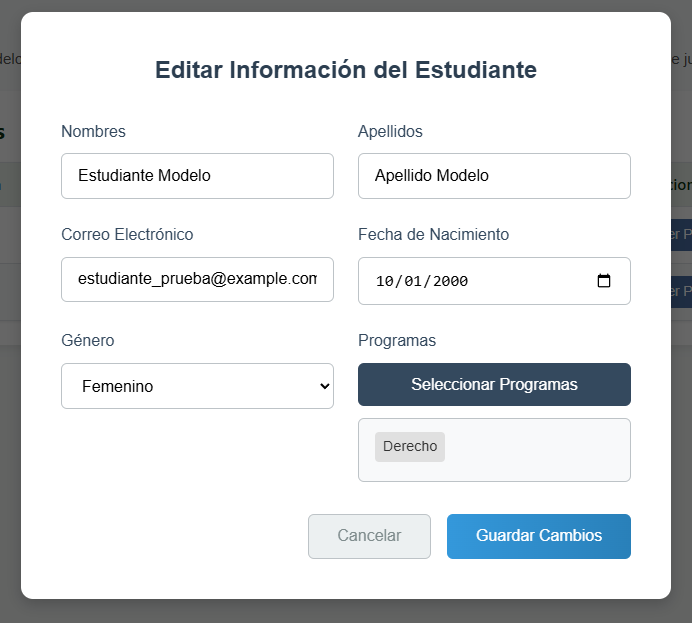 Editar Información del Estudiante
Nombres
Apellidos
Estudiante Modelo
Apellido Modelo
Correo Electrónico
Fecha de Nacimiento
estudiante_prueba@example.com
10/01/2000
Género
Programas
Femenino
Seleccionar Programas
Derecho
Cancelar
Guardar Cambios